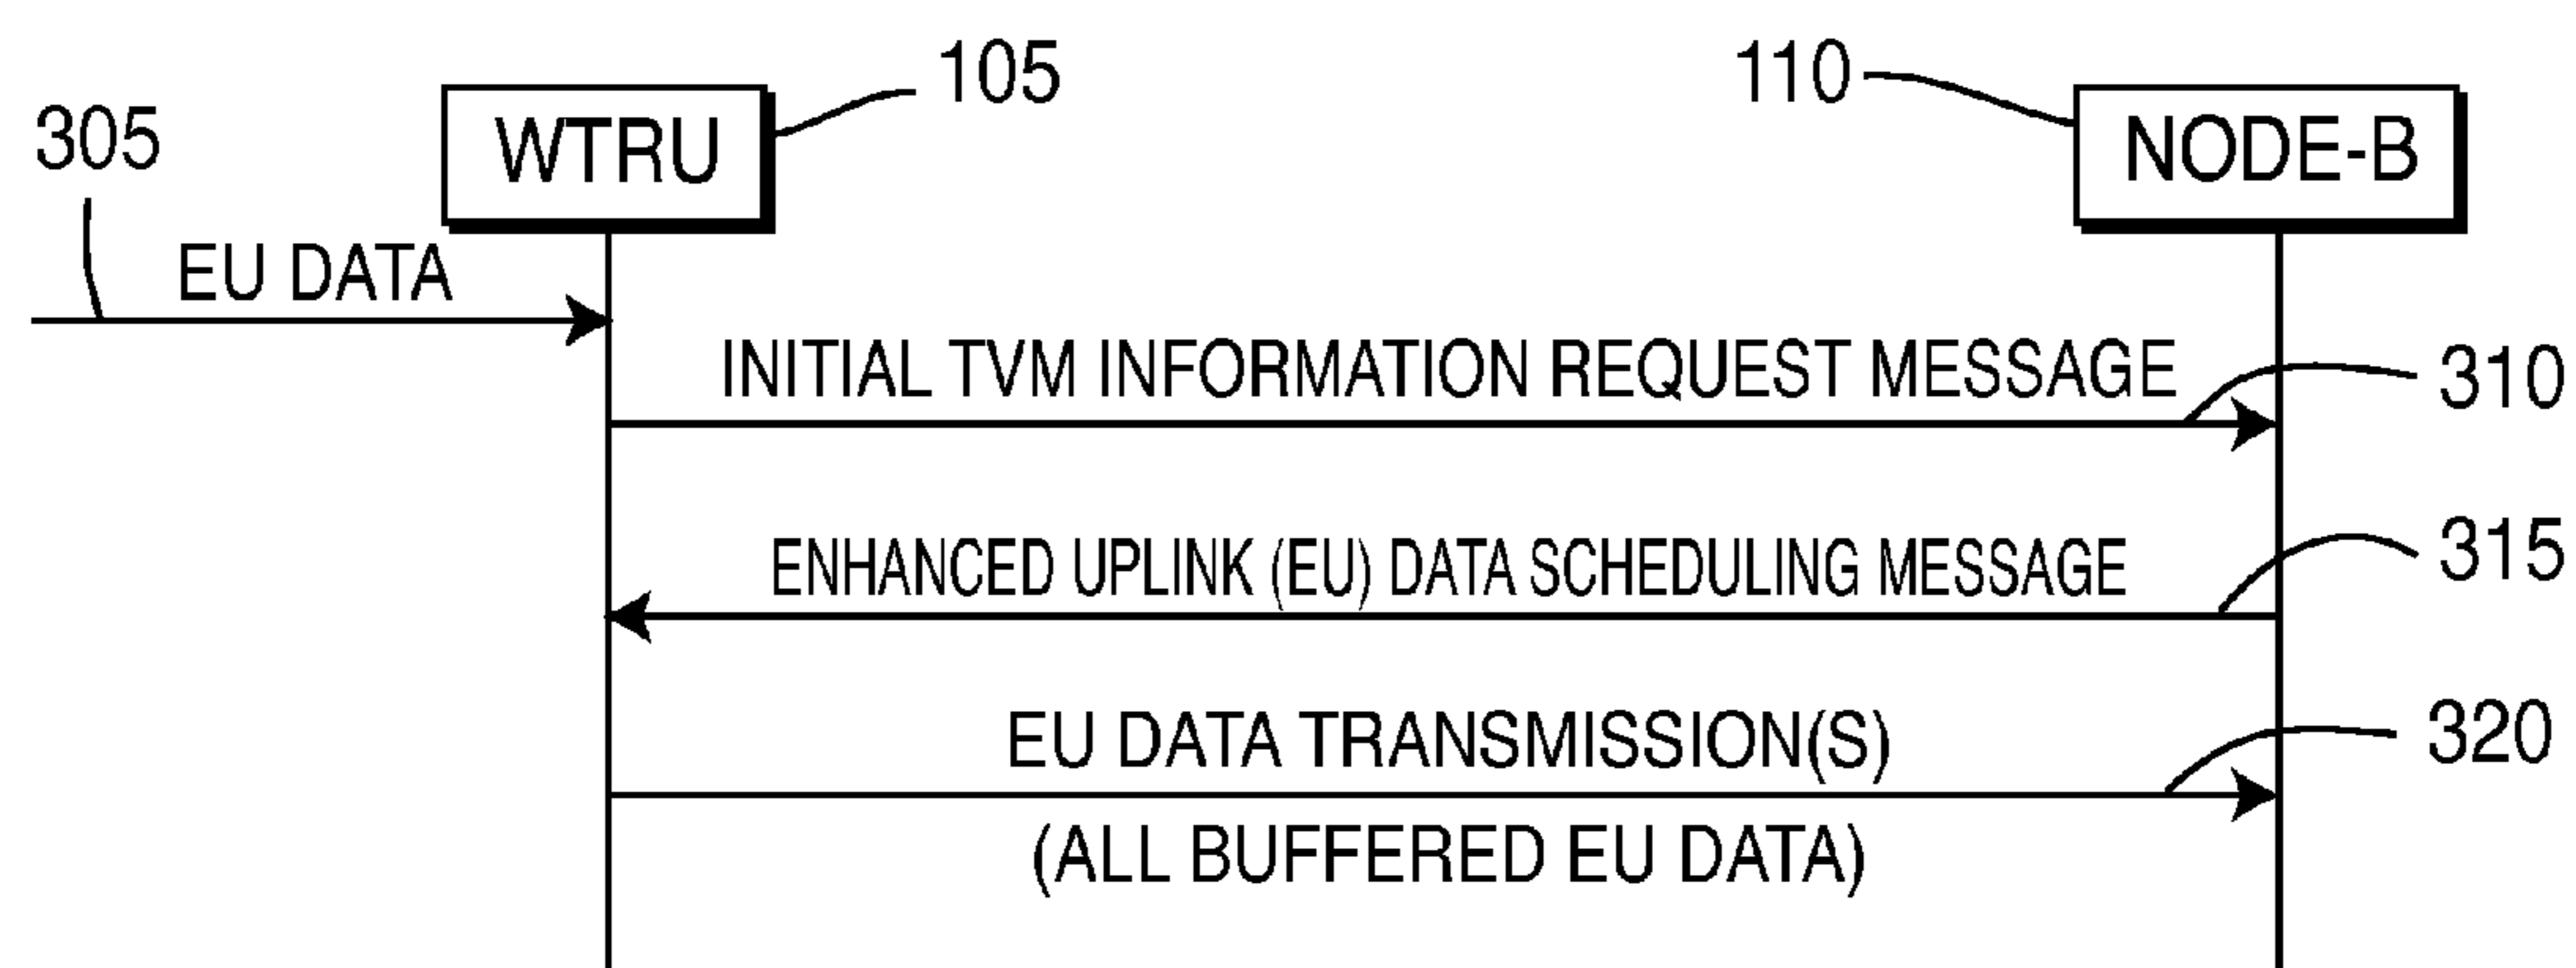 105
110
WTRU
NODE-B
305
EU DATA
INITIAL TVM INFORMATION REQUEST MESSAGE
310
ENHANCED UPLINK (EU) DATA SCHEDULING MESSAGE
315
EU DATA TRANSMISSION(S)
320
(ALL BUFFERED EU DATA)